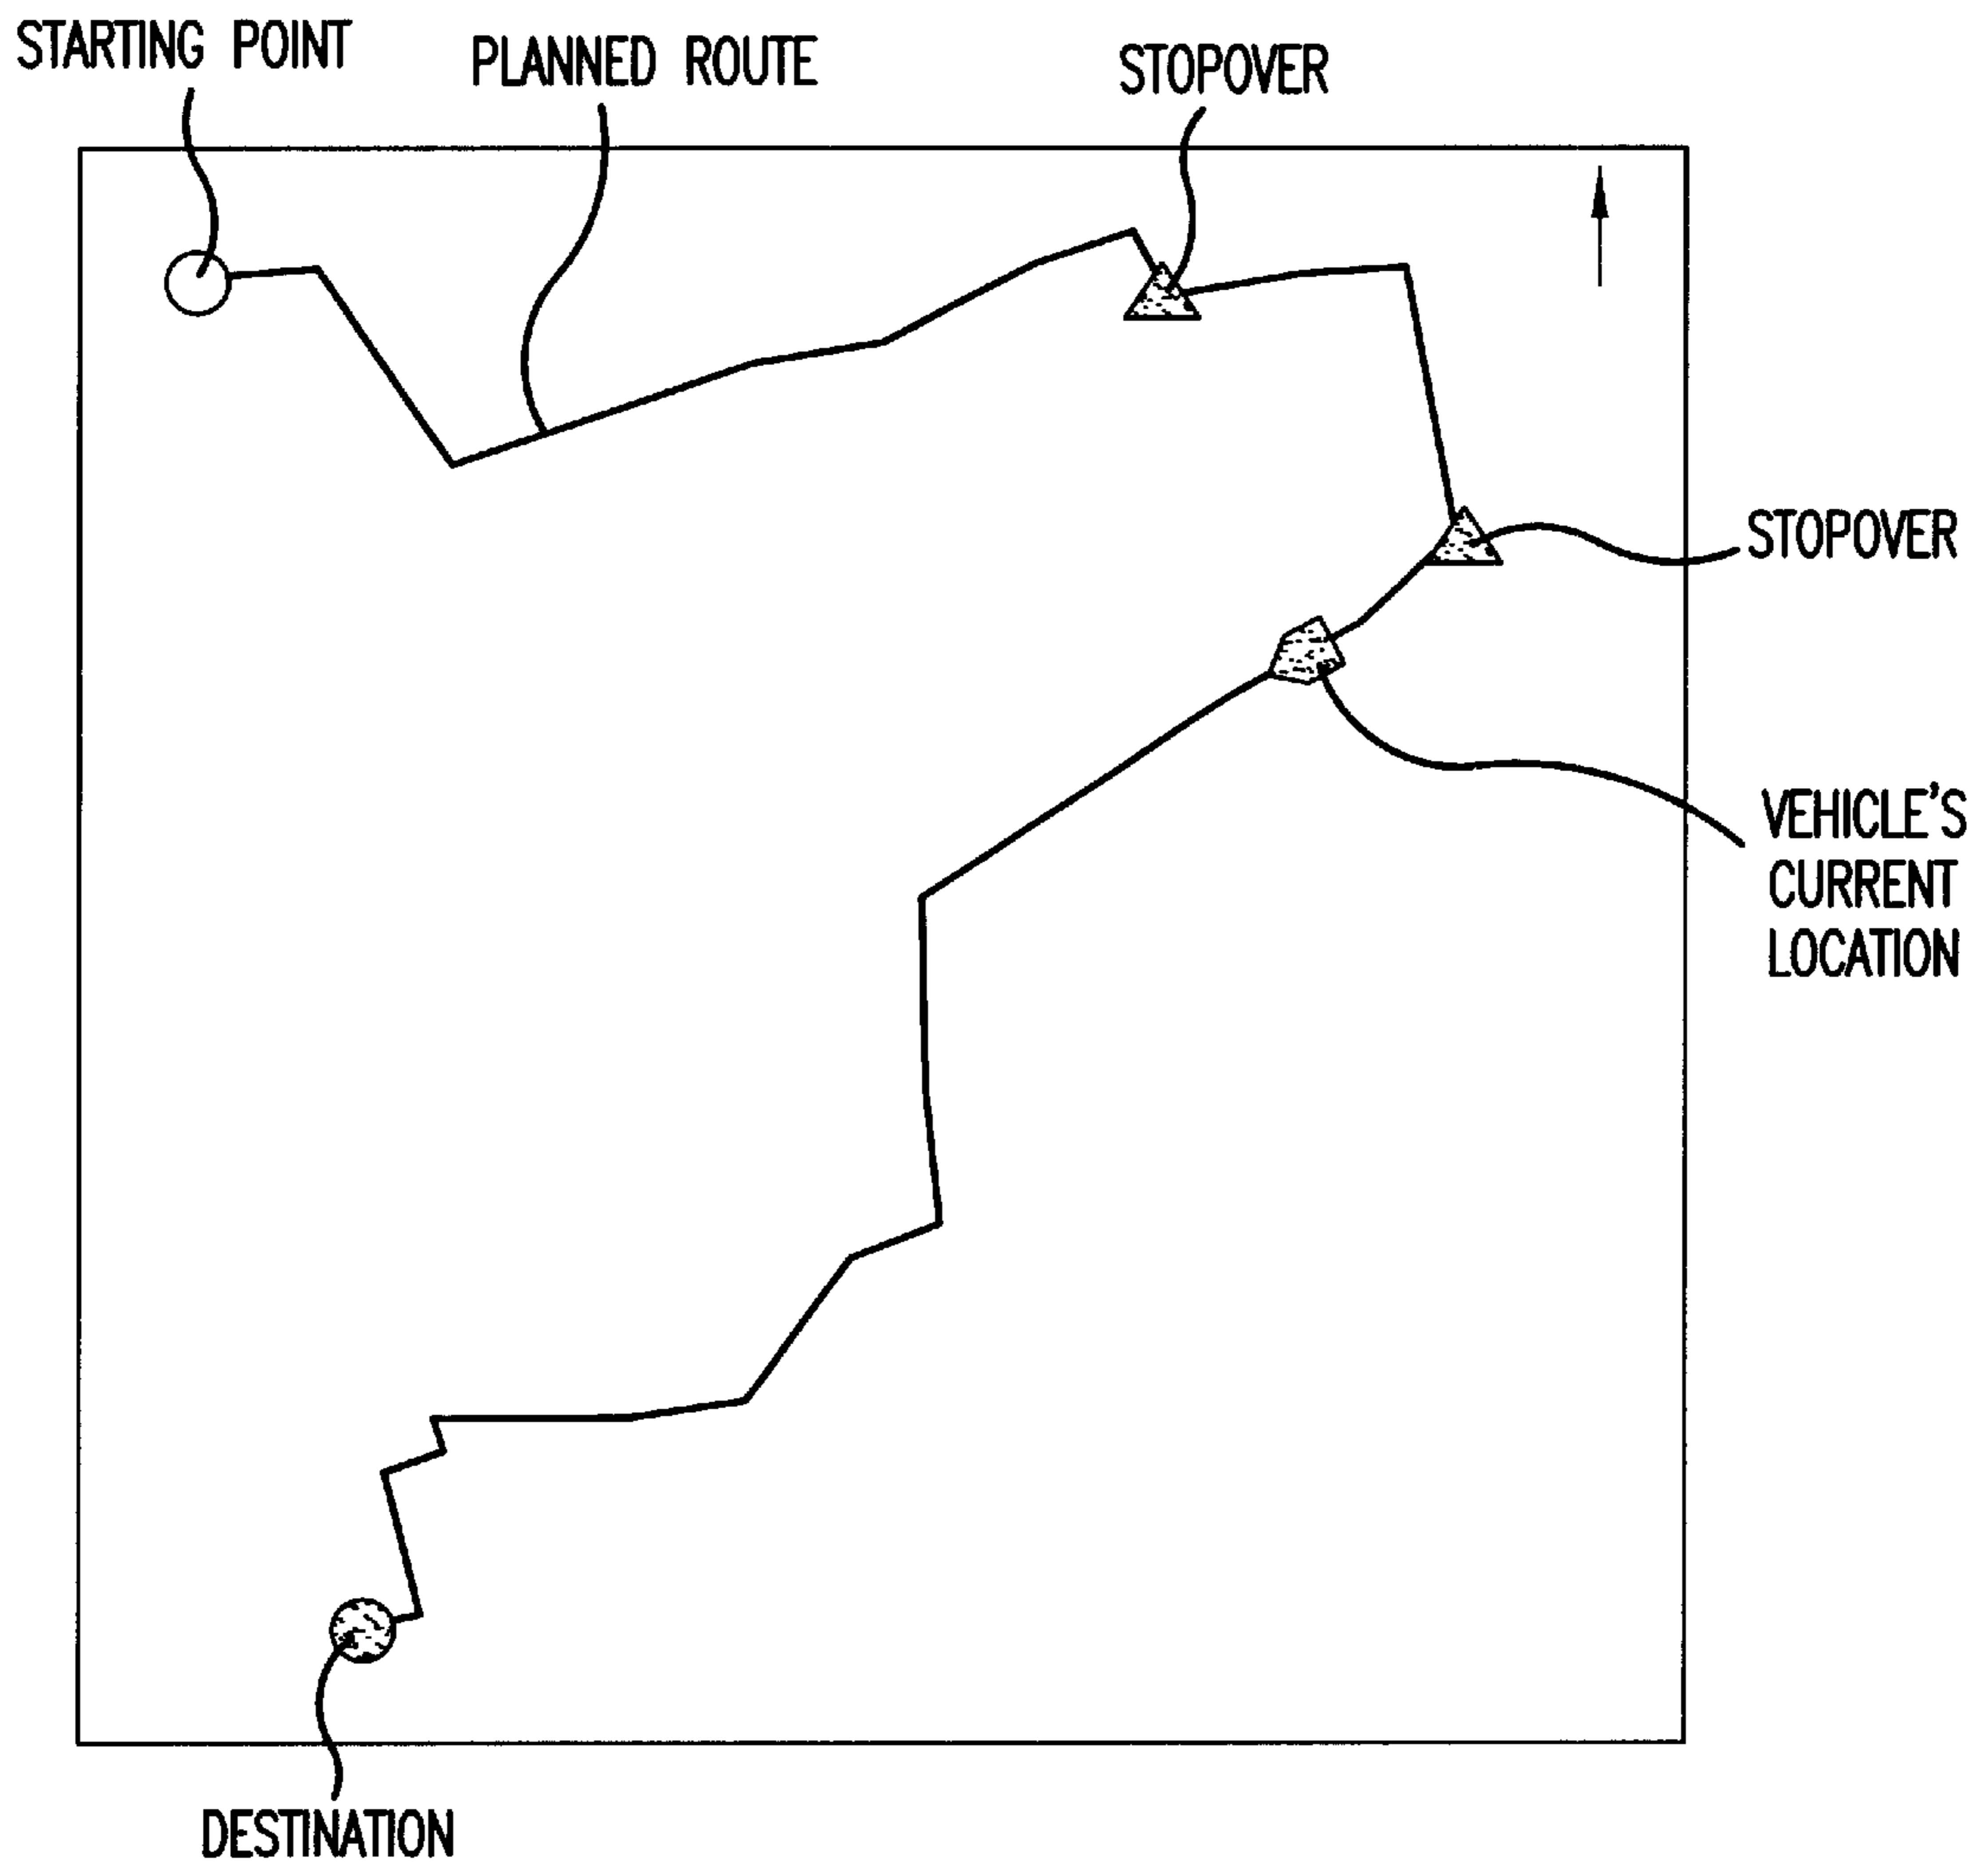 STARTING POINT
PLANNED ROUTE
STOPOVER
STOPOVER
VEHICLE'S
CURRENT
LOCATION
DESTINATION